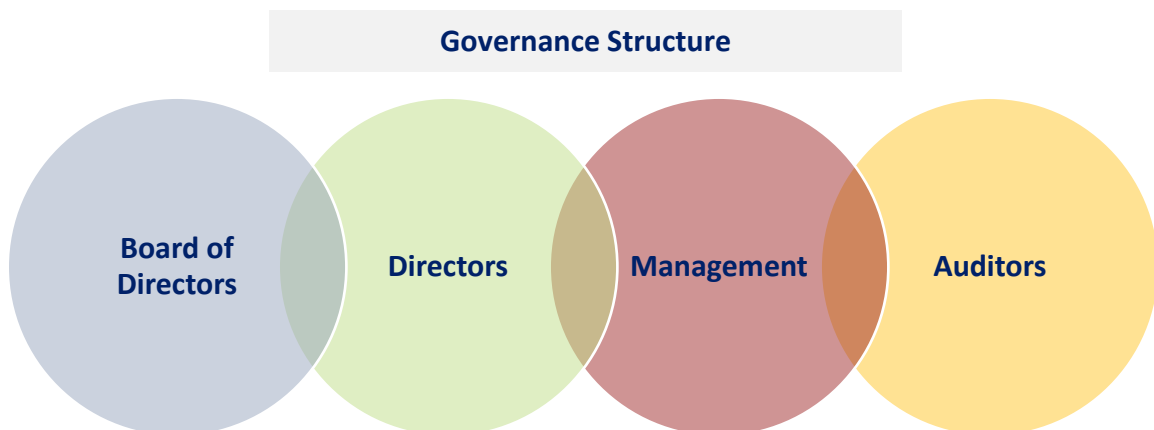 Governance Structure
Board of
Directors
Directors
Management
Auditors